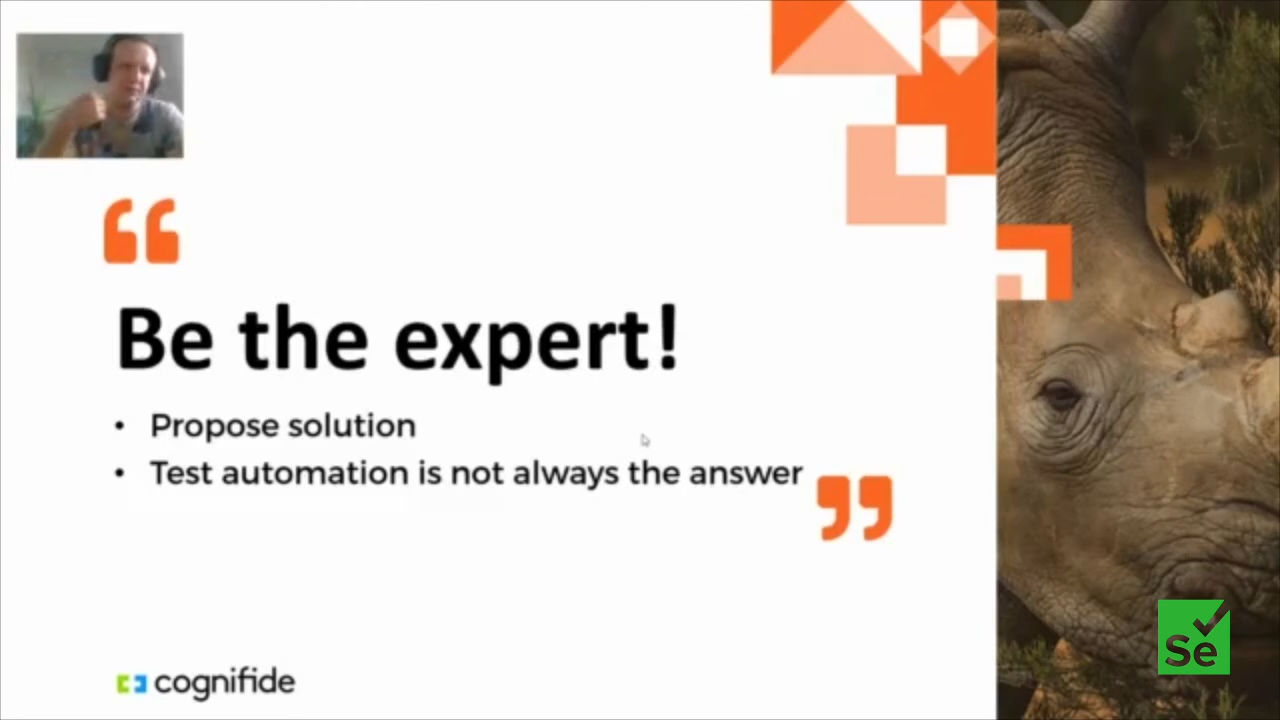 “
Be the expert!
• Propose solution
• Test automation is not always the answer
”
cognifide
Se